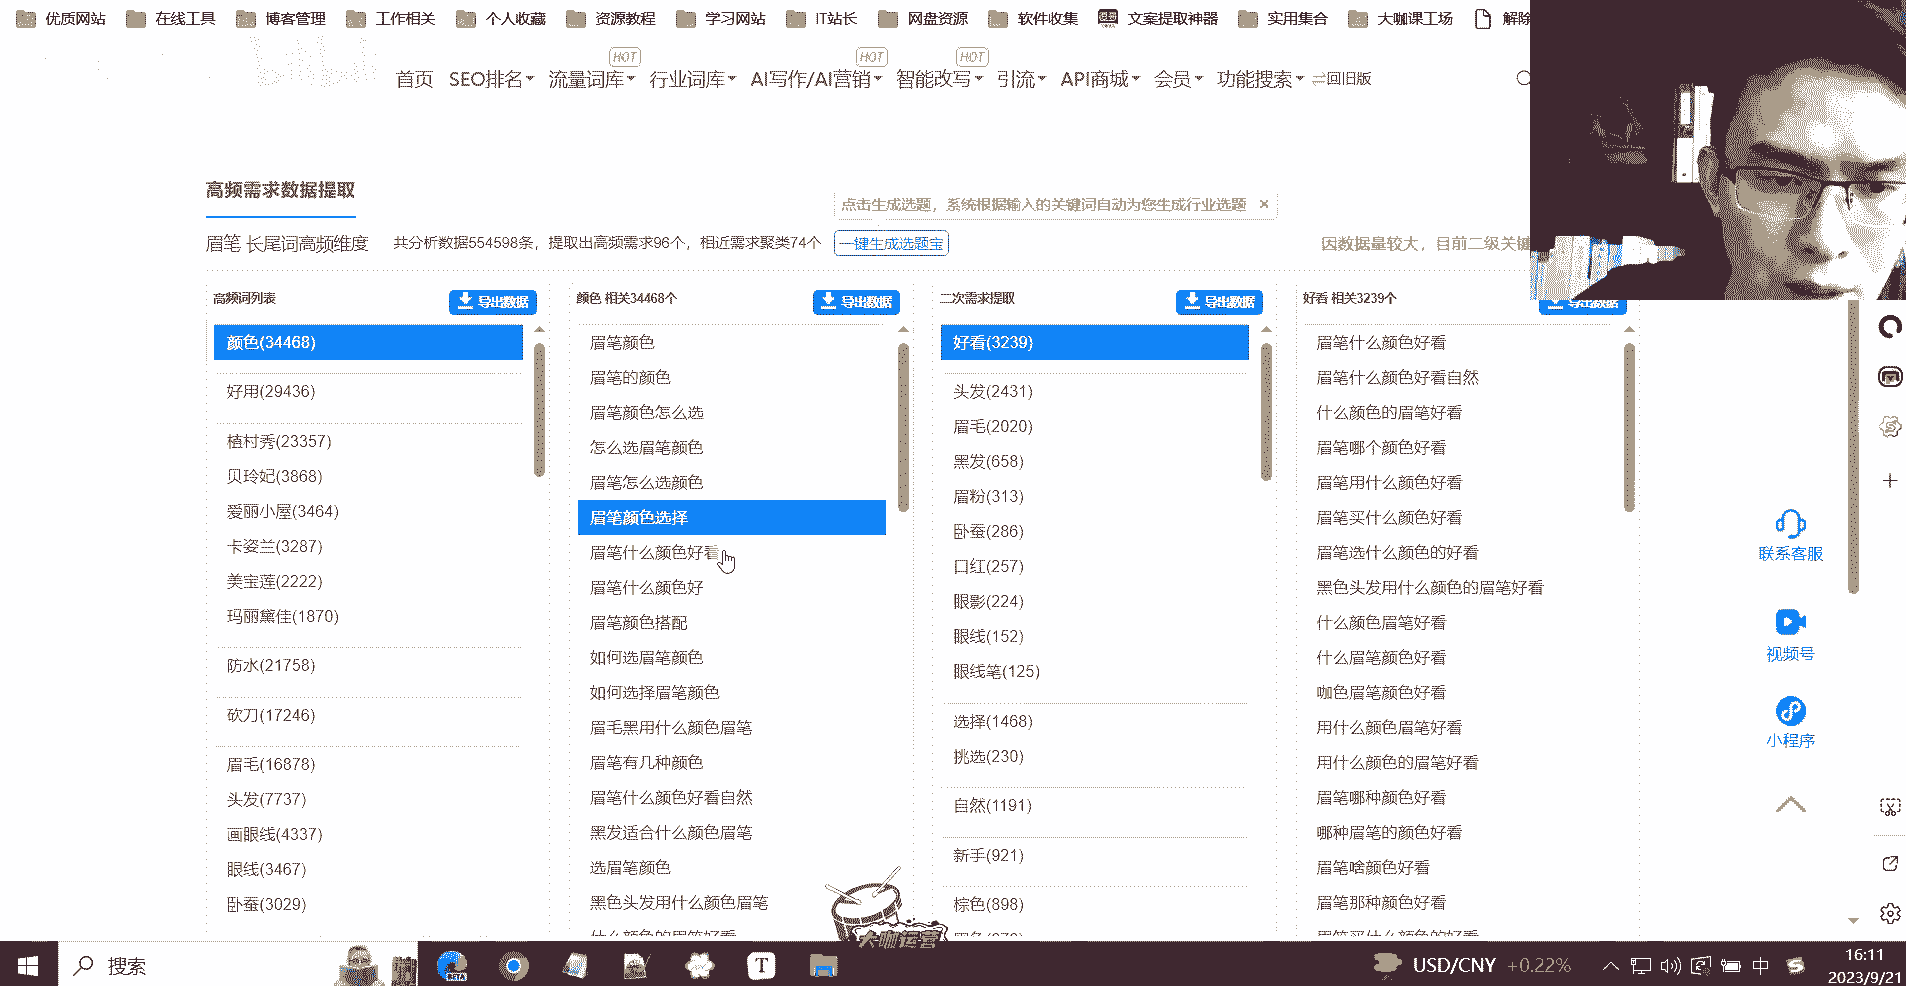 优质网站 在线工具 博客管理 工作相关 个人收藏 资源教程 学习网站 IT站长 网盘资源 软件收集 文案提取神器 实用集合 大咖课工场 解除
HOT HOT HOT
首页 SEO排名 流量词库 行业词库 AI写作/AI营销 智能改写 引流 API商城 会员 功能搜索 回旧版
高频需求数据提取
点击生成选题，系统根据输入的关键词自动为您生成行业选题 ×
眉笔 长尾词高频维度 共分析数据554598条，提取出高频需求96个，相近需求聚类74个 一键生成选题宝 因数据量较大，目前二级关键
高频词列表 导出数据
颜色(34468)
好用(29436)
植村秀(23357)
贝玲妃(3868)
爱丽小屋(3464)
卡姿兰(3287)
美宝莲(2222)
玛丽黛佳(1870)
防水(21758)
砍刀(17246)
眉毛(16878)
头发(7737)
画眼线(4337)
眼线(3467)
卧蚕(3029)
颜色 相关34468个 导出数据
眉笔颜色
眉笔的颜色
眉笔颜色怎么选
怎么选眉笔颜色
眉笔怎么选颜色
眉笔颜色选择
眉笔什么颜色好看
眉笔什么颜色好
眉笔颜色搭配
如何选眉笔颜色
如何选择眉笔颜色
眉毛黑用什么颜色眉笔
眉笔有几种颜色
眉笔什么颜色好看自然
黑发适合什么颜色眉笔
选眉笔颜色
黑色头发用什么颜色眉笔
什么颜色的眉笔好看
二次需求提取 导出数据
好看(3239)
头发(2431)
眉毛(2020)
黑发(658)
眉粉(313)
卧蚕(286)
口红(257)
眼影(224)
眼线(152)
眼线笔(125)
选择(1468)
挑选(230)
自然(1191)
新手(921)
棕色(898)
好看 相关3239个 导出数据
眉笔什么颜色好看
眉笔什么颜色好看自然
什么颜色的眉笔好看
眉笔哪个颜色好看
眉笔用什么颜色好看
眉笔买什么颜色好看
眉笔选什么颜色的好看
黑色头发用什么颜色的眉笔好看
什么颜色眉笔好看
什么眉笔颜色好看
咖色眉笔颜色好看
用什么颜色眉笔好看
用什么颜色的眉笔好看
眉笔哪种颜色好看
哪种眉笔的颜色好看
眉笔啥颜色好看
眉笔那种颜色好看
眉笔买什么颜色好看
联系客服
视频号
小程序
大咖运营
搜索
BETA
T
USD/CNY +0.22%
中
16:11
2023/9/21